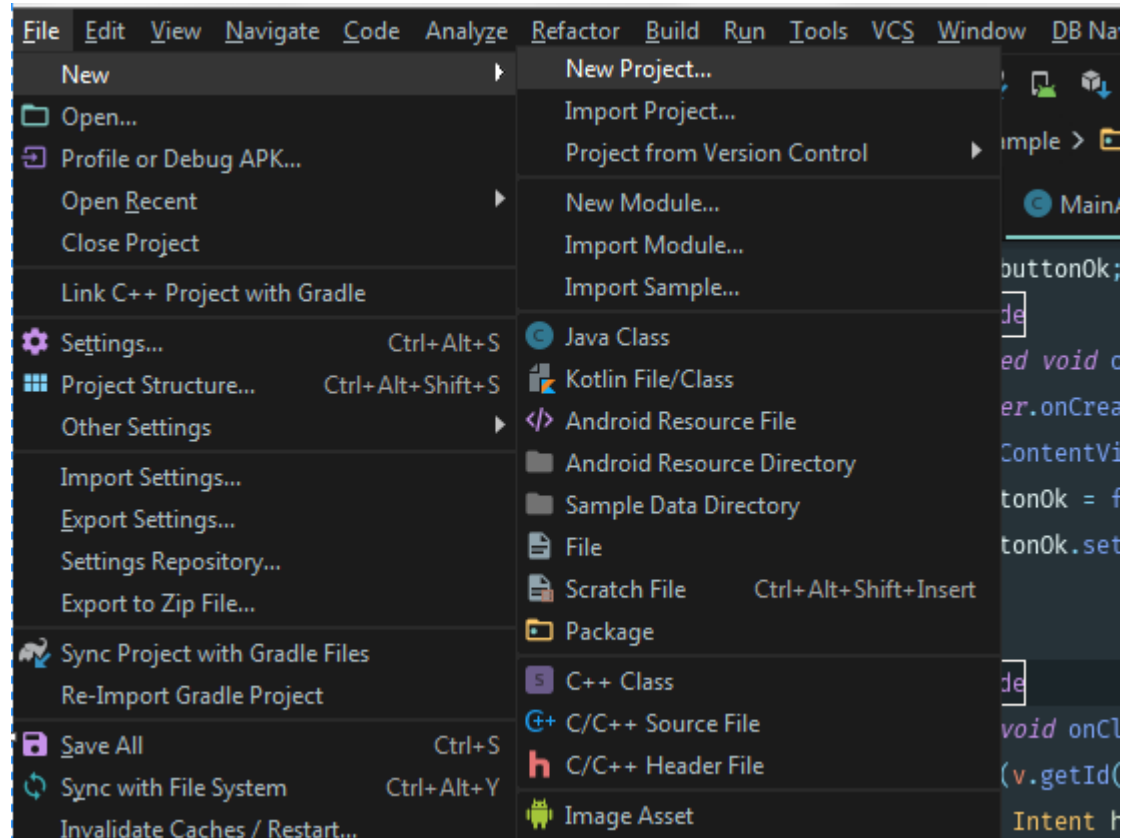 File Edit View Navigate Code Analyze Refactor Build Run Tools VCS Window DB Na
New
Open...
Profile or Debug APK...
Open Recent
Close Project
Link C++ Project with Gradle
Settings... Ctrl+Alt+S
Project Structure... Ctrl+Alt+Shift+S
Other Settings
Import Settings...
Export Settings...
Settings Repository...
Export to Zip File...
Sync Project with Gradle Files
Re-Import Gradle Project
Save All Ctrl+S
Sync with File System Ctrl+Alt+Y
Invalidate Caches / Restart...
New Project...
Import Project...
Project from Version Control
New Module...
Import Module...
Import Sample...
C Java Class
Kotlin File/Class
Android Resource File
Android Resource Directory
Sample Data Directory
File
Scratch File Ctrl+Alt+Shift+Insert
Package
S C++ Class
G++ C/C++ Source File
h C/C++ Header File
Image Asset
mple >
C MainA
buttonOk;
de
ed void o
er.onCrea
ContentVi
tonOk = f
tonOk.set
de
void onCl
(v.getId(
Intent h